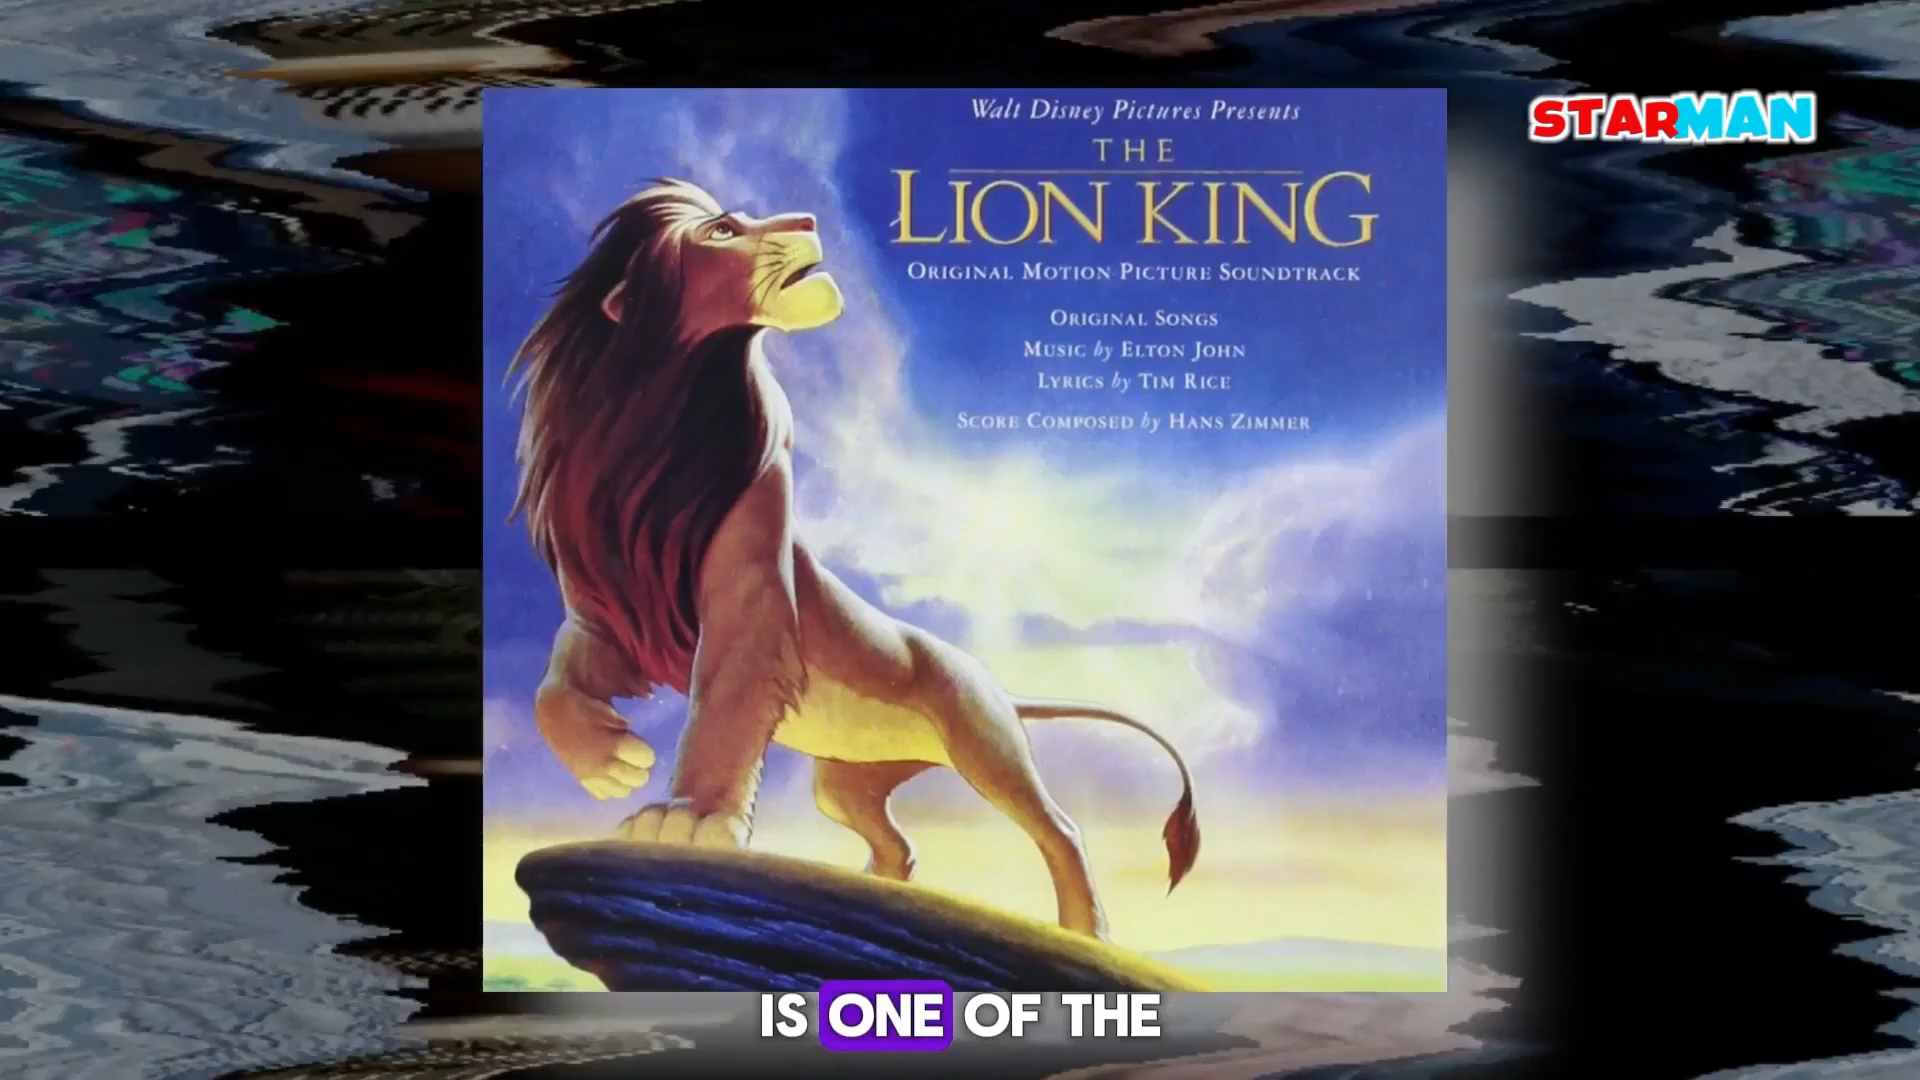 Walt Disney Pictures Presents
THE
LION KING
ORIGINAL MOTION PICTURE SOUNDTRACK
ORIGINAL SONGS
MUSIC by ELTON JOHN
LYRICS by TIM RICE
SCORE COMPOSED by HANS ZIMMER
STARMAN
IS ONE OF THE